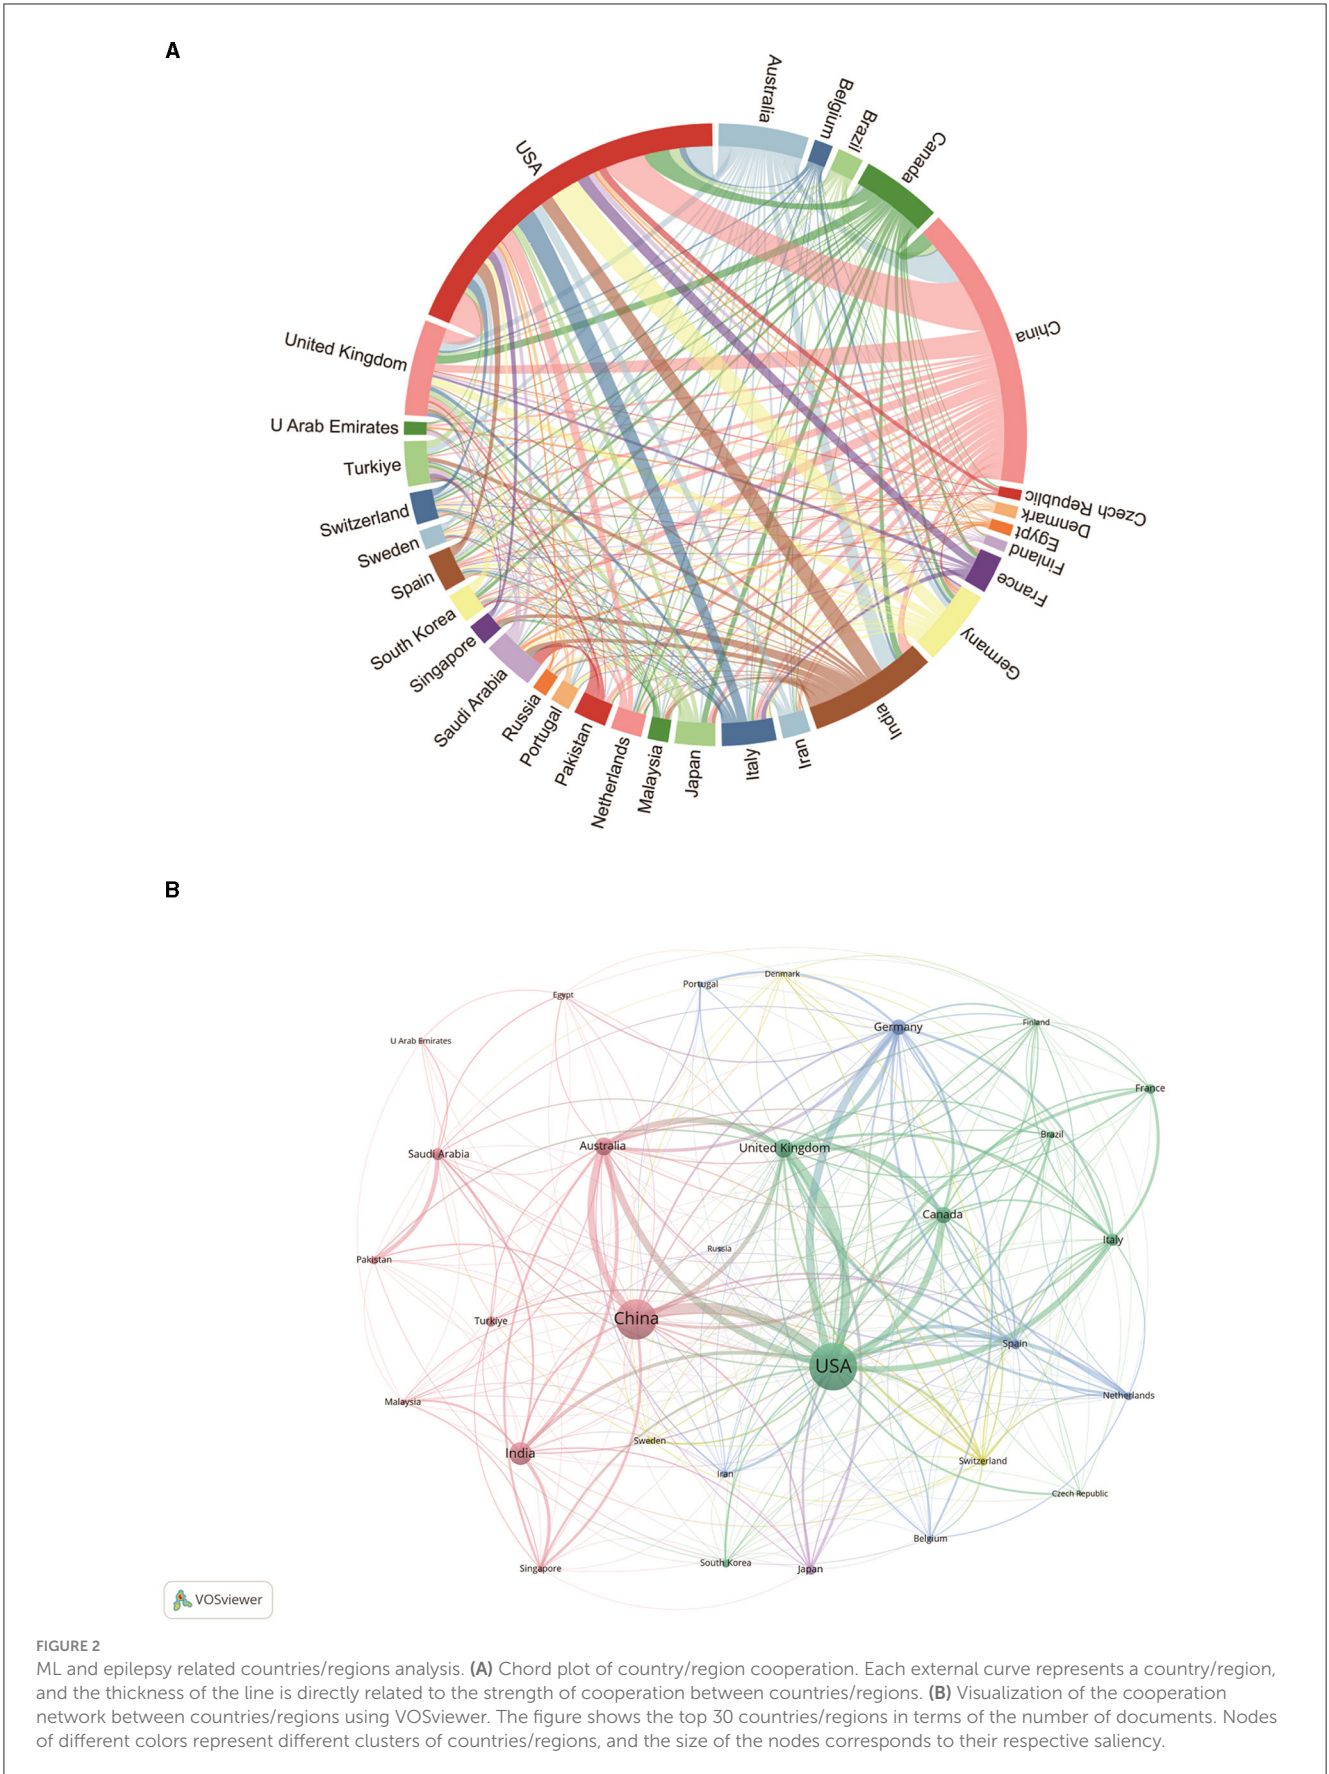 A
Australia
Belgium
Brazil
Canada
USA
China
United Kingdom
U Arab Emirates
Turkiye
Switzerland
Sweden
Spain
South Korea
Singapore
Saudi Arabia
Russia
Portugal
Pakistan
Netherlands
Malaysia
Japan
Italy
Iran
India
Germany
France
Finland
Egypt
Denmark
Czech Republic
B
Denmark
Portugal
Egypt
Finland
Germany
U Arab Emirates
France
Brazil
Australia
United Kingdom
Saudi Arabia
Canada
Italy
Russia
Pakistan
China
Turkiye
Spain
USA
Netherlands
Malaysia
Sweden
India
Switzerland
Iran
Czech Republic
Belgium
South Korea
Singapore
Japan
VOSviewer
FIGURE 2
ML and epilepsy related countries/regions analysis. (A) Chord plot of country/region cooperation. Each external curve represents a country/region,
and the thickness of the line is directly related to the strength of cooperation between countries/regions. (B) Visualization of the cooperation
network between countries/regions using VOSviewer. The figure shows the top 30 countries/regions in terms of the number of documents. Nodes
of different colors represent different clusters of countries/regions, and the size of the nodes corresponds to their respective saliency.